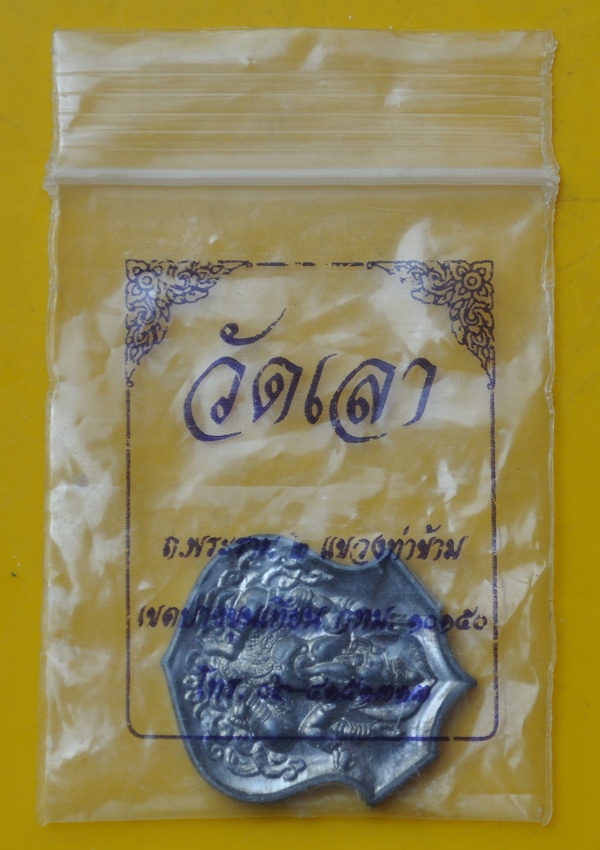 วัดเลา
ถ.พระราม ๒ แขวงท่าข้าม
เขตบางขุนเทียน กทม. ๑๐๑๕๐
โทร.